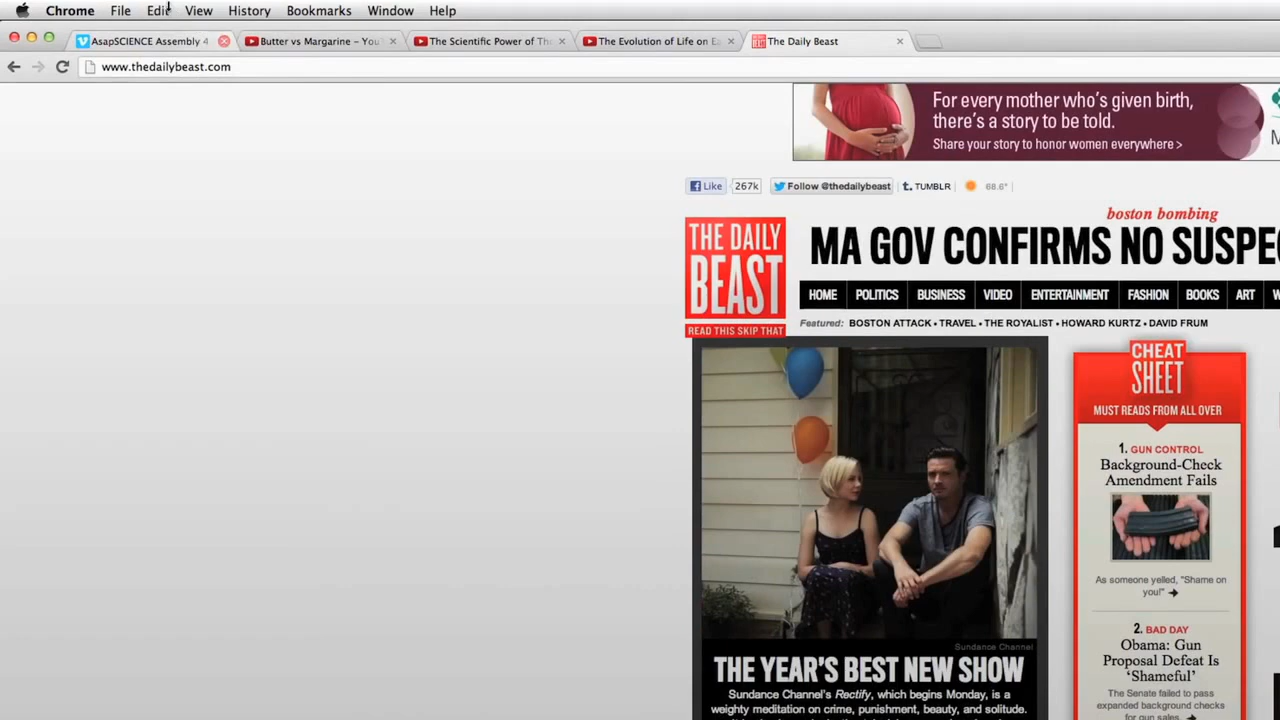 Chrome File Edit View History Bookmarks Window Help
AsapSCIENCE Assembly 4 Butter vs Margarine – You The Scientific Power of The Evolution of Life on The Daily Beast
www.thedailybeast.com
For every mother who's given birth,
there's a story to be told.
Share your story to honor women everywhere >
Like 267k Follow @thedailybeast t. TUMBLR 68.6°
boston bombing
THE DAILY
BEAST
READ THIS SKIP THAT
MA GOV CONFIRMS NO SUSPE
HOME POLITICS BUSINESS VIDEO ENTERTAINMENT FASHION BOOKS ART W
Featured: BOSTON ATTACK • TRAVEL • THE ROYALIST • HOWARD KURTZ • DAVID FRUM
Sundance Channel
THE YEAR'S BEST NEW SHOW
Sundance Channel's Rectify, which begins Monday, is a
weighty meditation on crime, punishment, beauty, and solitude.
CHEAT
SHEET
MUST READS FROM ALL OVER
1. GUN CONTROL
Background-Check
Amendment Fails
As someone yelled, "Shame on
you!"
2. BAD DAY
Obama: Gun
Proposal Defeat Is
'Shameful'
The Senate failed to pass
expanded background checks
for gun sales.